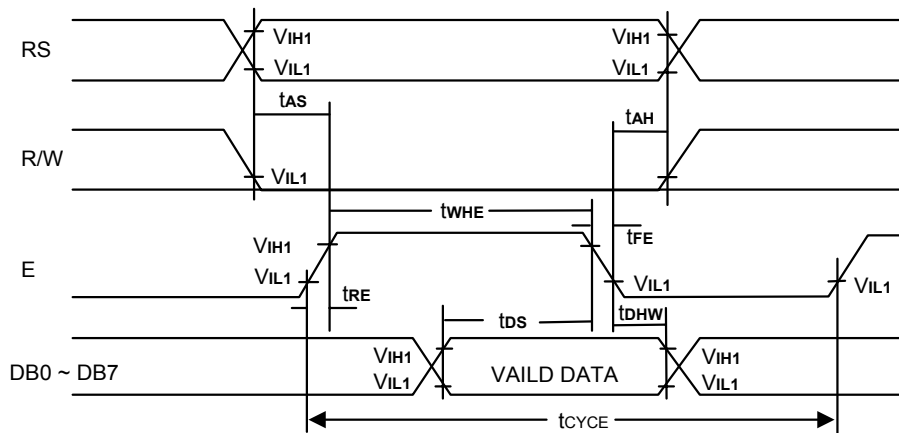 RS
VIH1
VIL1
VIH1
VIL1
tAS
tAH
R/W
VIL1
tWHE
tFE
E
VIH1
VIL1
VIL1
VIL1
tRE
tDS
tDHW
DB0 ~ DB7
VIH1
VIL1
VAILD DATA
VIH1
VIL1
tCYCE